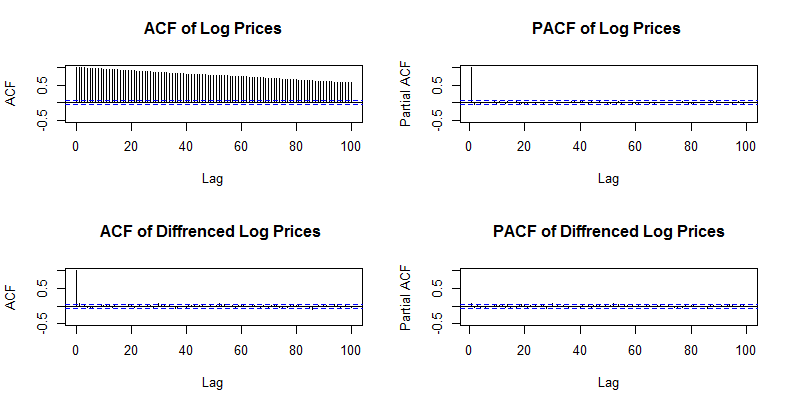 ACF of Log Prices
ACF
0.5
-0.5
0 20 40 60 80 100
Lag
PACF of Log Prices
Partial ACF
0.5
-0.5
0 20 40 60 80 100
Lag
ACF of Diffrenced Log Prices
ACF
0.5
-0.5
0 20 40 60 80 100
Lag
PACF of Diffrenced Log Prices
Partial ACF
0.5
-0.5
0 20 40 60 80 100
Lag